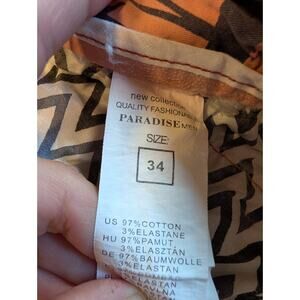 new collection
QUALITY FASHION
PARADISE
SIZE:
34
US 97%COTTON
3%ELASTANE
HU 97%PAMUT,
3%ELASZTÁN
DE 97%BAUMWOLLE
3%ELASTAN